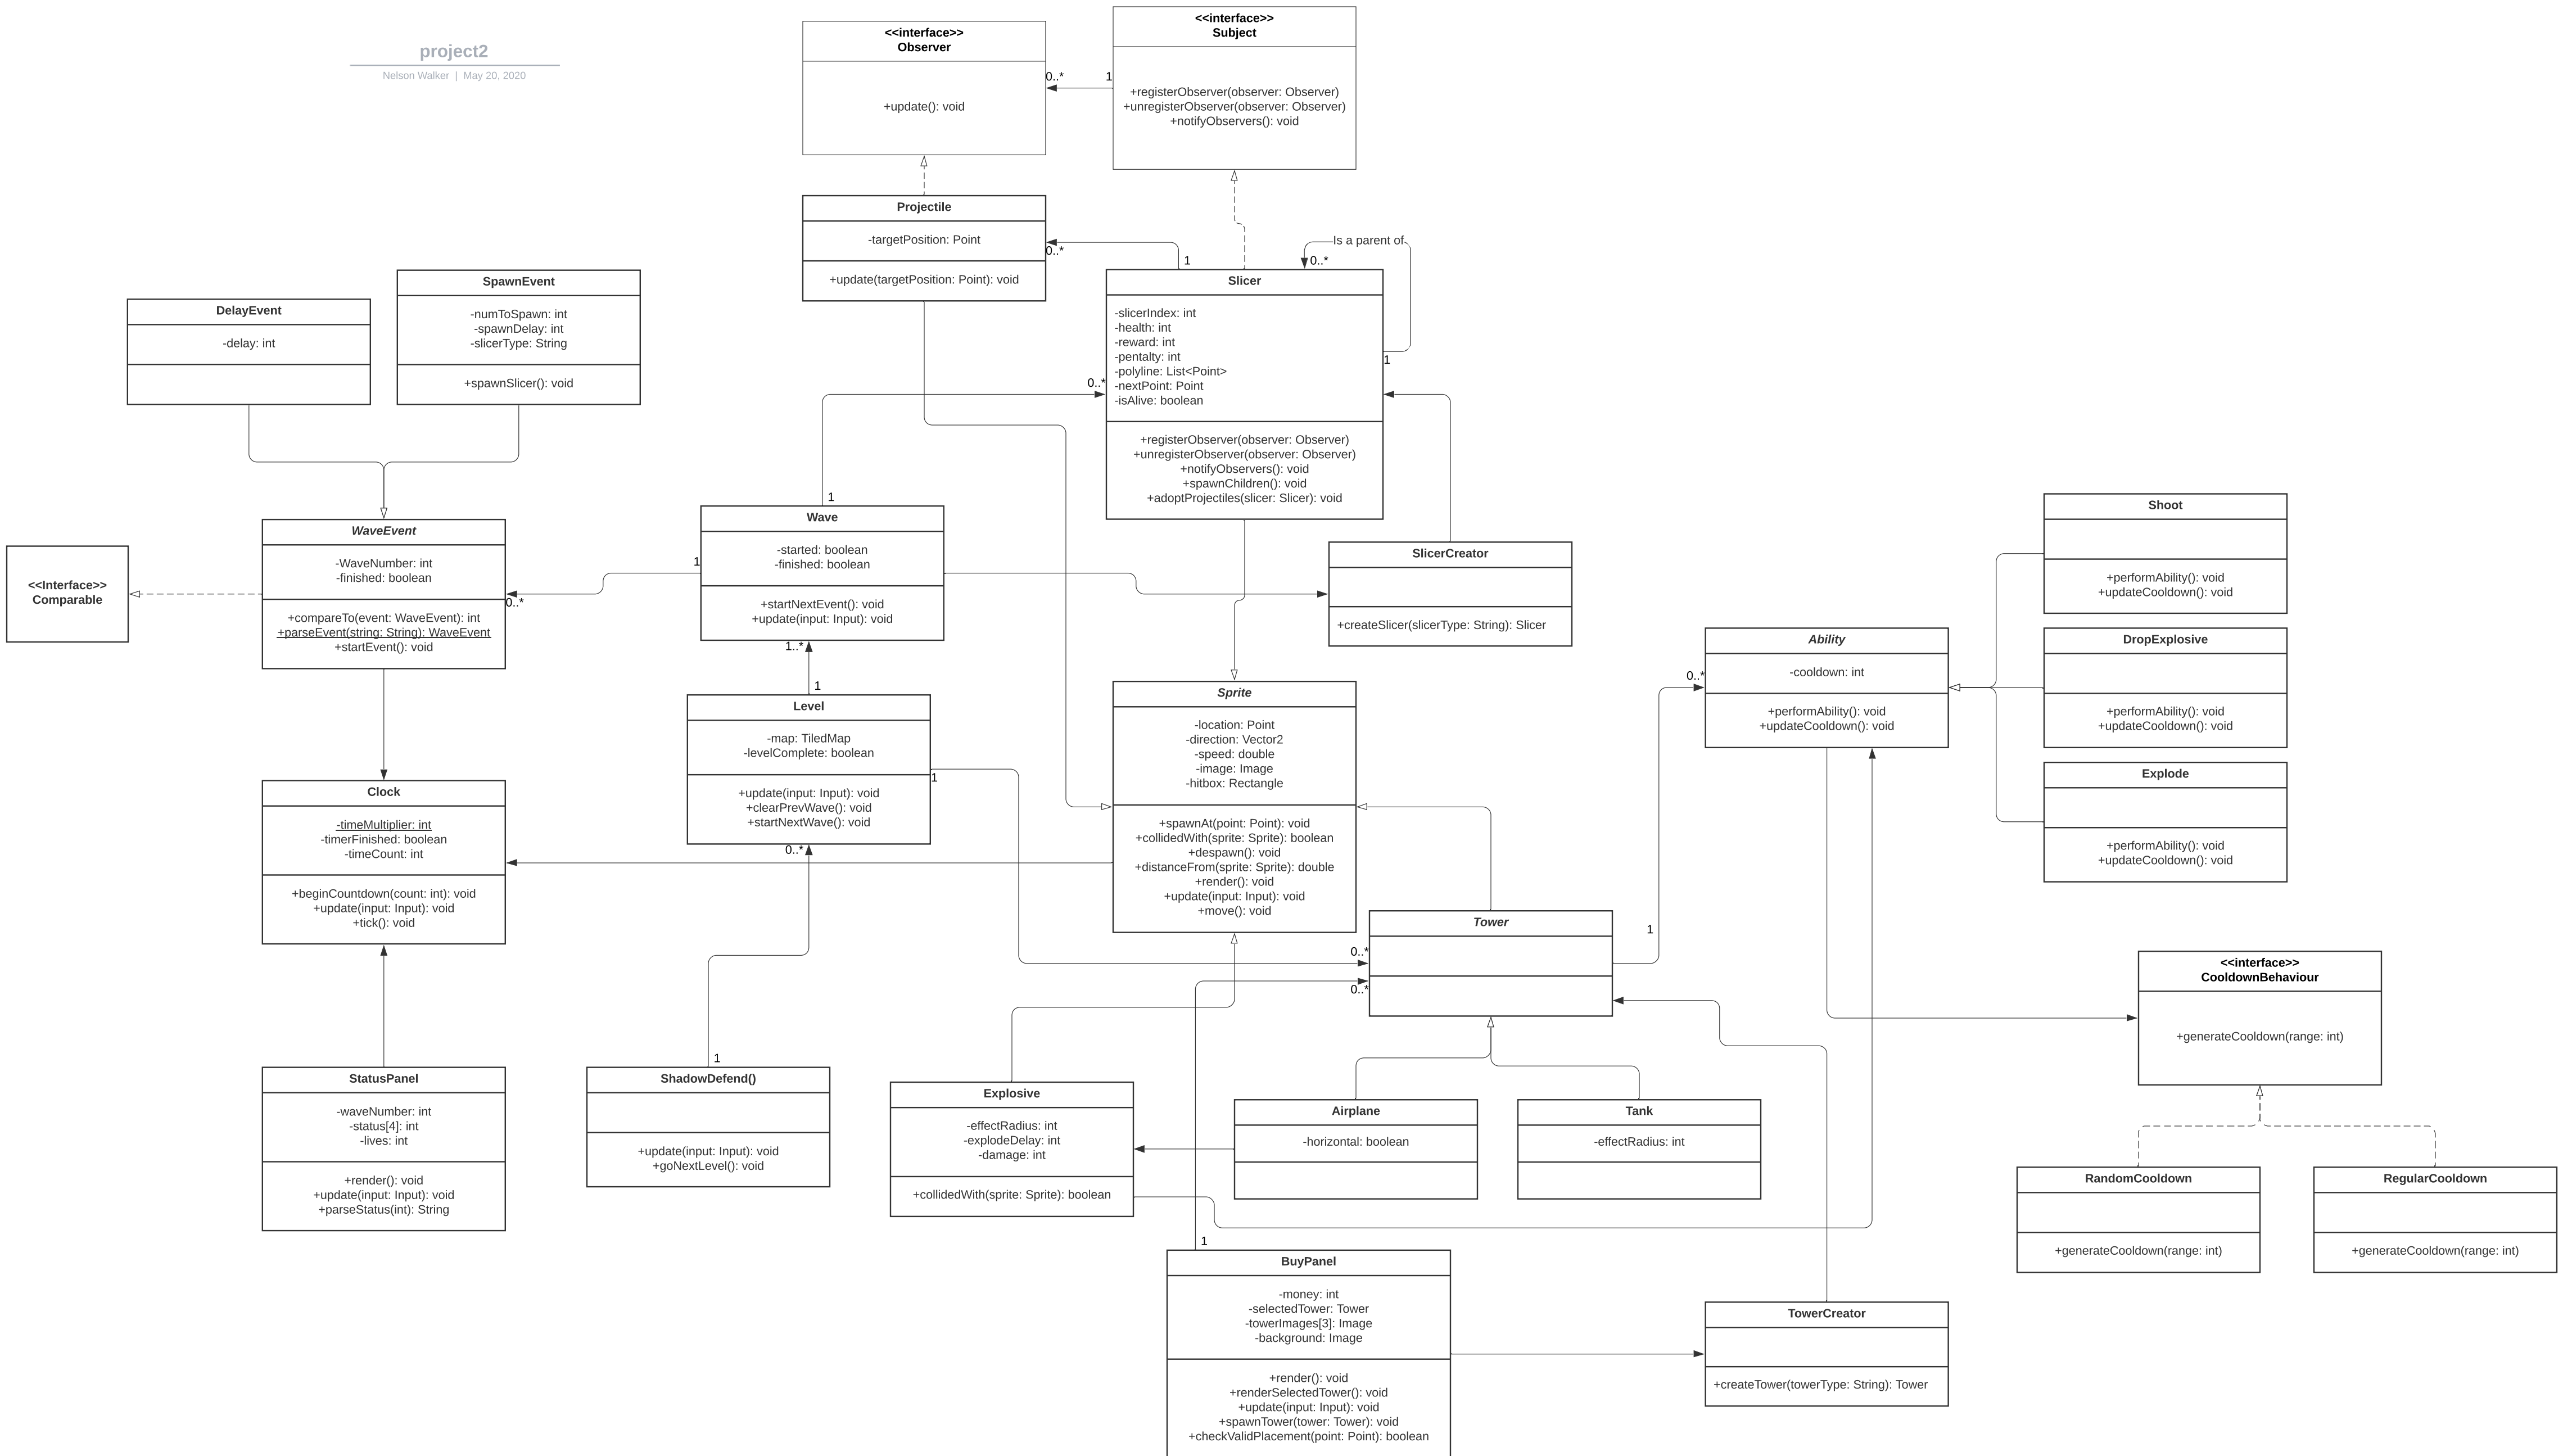 project2
Nelson Walker | May 20, 2020
<<interface>>
Observer
+update(): void
<<interface>>
Subject
+registerObserver(observer: Observer)
+unregisterObserver(observer: Observer)
+notifyObservers(): void
0..*
1
Projectile
-targetPosition: Point
+update(targetPosition: Point): void
0..*
1
Is a parent of
0..*
1
Slicer
-slicerIndex: int
-health: int
-reward: int
-pentalty: int
-polyline: List<Point>
-nextPoint: Point
-isAlive: boolean
+registerObserver(observer: Observer)
+unregisterObserver(observer: Observer)
+notifyObservers(): void
+spawnChildren(): void
+adoptProjectiles(slicer: Slicer): void
DelayEvent
-delay: int
SpawnEvent
-numToSpawn: int
-spawnDelay: int
-slicerType: String
+spawnSlicer(): void
0..*
1
<<Interface>>
Comparable
WaveEvent
-WaveNumber: int
-finished: boolean
+compareTo(event: WaveEvent): int
+parseEvent(string: String): WaveEvent
+startEvent(): void
0..*
1
Wave
-started: boolean
-finished: boolean
+startNextEvent(): void
+update(input: Input): void
1..*
1
SlicerCreator
+createSlicer(slicerType: String): Slicer
Shoot
+performAbility(): void
+updateCooldown(): void
Ability
-cooldown: int
+performAbility(): void
+updateCooldown(): void
0..*
1
DropExplosive
+performAbility(): void
+updateCooldown(): void
Explode
+performAbility(): void
+updateCooldown(): void
Level
-map: TiledMap
-levelComplete: boolean
+update(input: Input): void
+clearPrevWave(): void
+startNextWave(): void
1
0..*
Sprite
-location: Point
-direction: Vector2
-speed: double
-image: Image
-hitbox: Rectangle
+spawnAt(point: Point): void
+collidedWith(sprite: Sprite): boolean
+despawn(): void
+distanceFrom(sprite: Sprite): double
+render(): void
+update(input: Input): void
+move(): void
Clock
-timeMultiplier: int
-timerFinished: boolean
-timeCount: int
+beginCountdown(count: int): void
+update(input: Input): void
+tick(): void
Tower
0..*
0..*
<<interface>>
CooldownBehaviour
+generateCooldown(range: int)
StatusPanel
-waveNumber: int
-status[4]: int
-lives: int
+render(): void
+update(input: Input): void
+parseStatus(int): String
1
ShadowDefend()
+update(input: Input): void
+goNextLevel(): void
Explosive
-effectRadius: int
-explodeDelay: int
-damage: int
+collidedWith(sprite: Sprite): boolean
Airplane
-horizontal: boolean
Tank
-effectRadius: int
RandomCooldown
+generateCooldown(range: int)
RegularCooldown
+generateCooldown(range: int)
1
BuyPanel
-money: int
-selectedTower: Tower
-towerImages[3]: Image
-background: Image
+render(): void
+renderSelectedTower(): void
+update(input: Input): void
+spawnTower(tower: Tower): void
+checkValidPlacement(point: Point): boolean
TowerCreator
+createTower(towerType: String): Tower